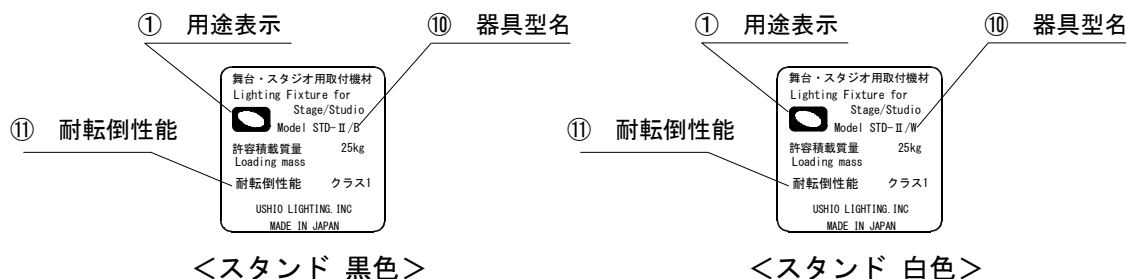 ① 用途表示
⑩ 器具型名
⑪ 耐転倒性能
舞台・スタジオ用取付機材
Lighting Fixture for
Stage/Studio
Model STD-Ⅱ/B
許容積載質量 25kg
Loading mass
耐転倒性能 クラス1
USHIO LIGHTING. INC
MADE IN JAPAN
＜スタンド 黒色＞
① 用途表示
⑩ 器具型名
⑪ 耐転倒性能
舞台・スタジオ用取付機材
Lighting Fixture for
Stage/Studio
Model STD-Ⅱ/W
許容積載質量 25kg
Loading mass
耐転倒性能 クラス1
USHIO LIGHTING. INC
MADE IN JAPAN
＜スタンド 白色＞